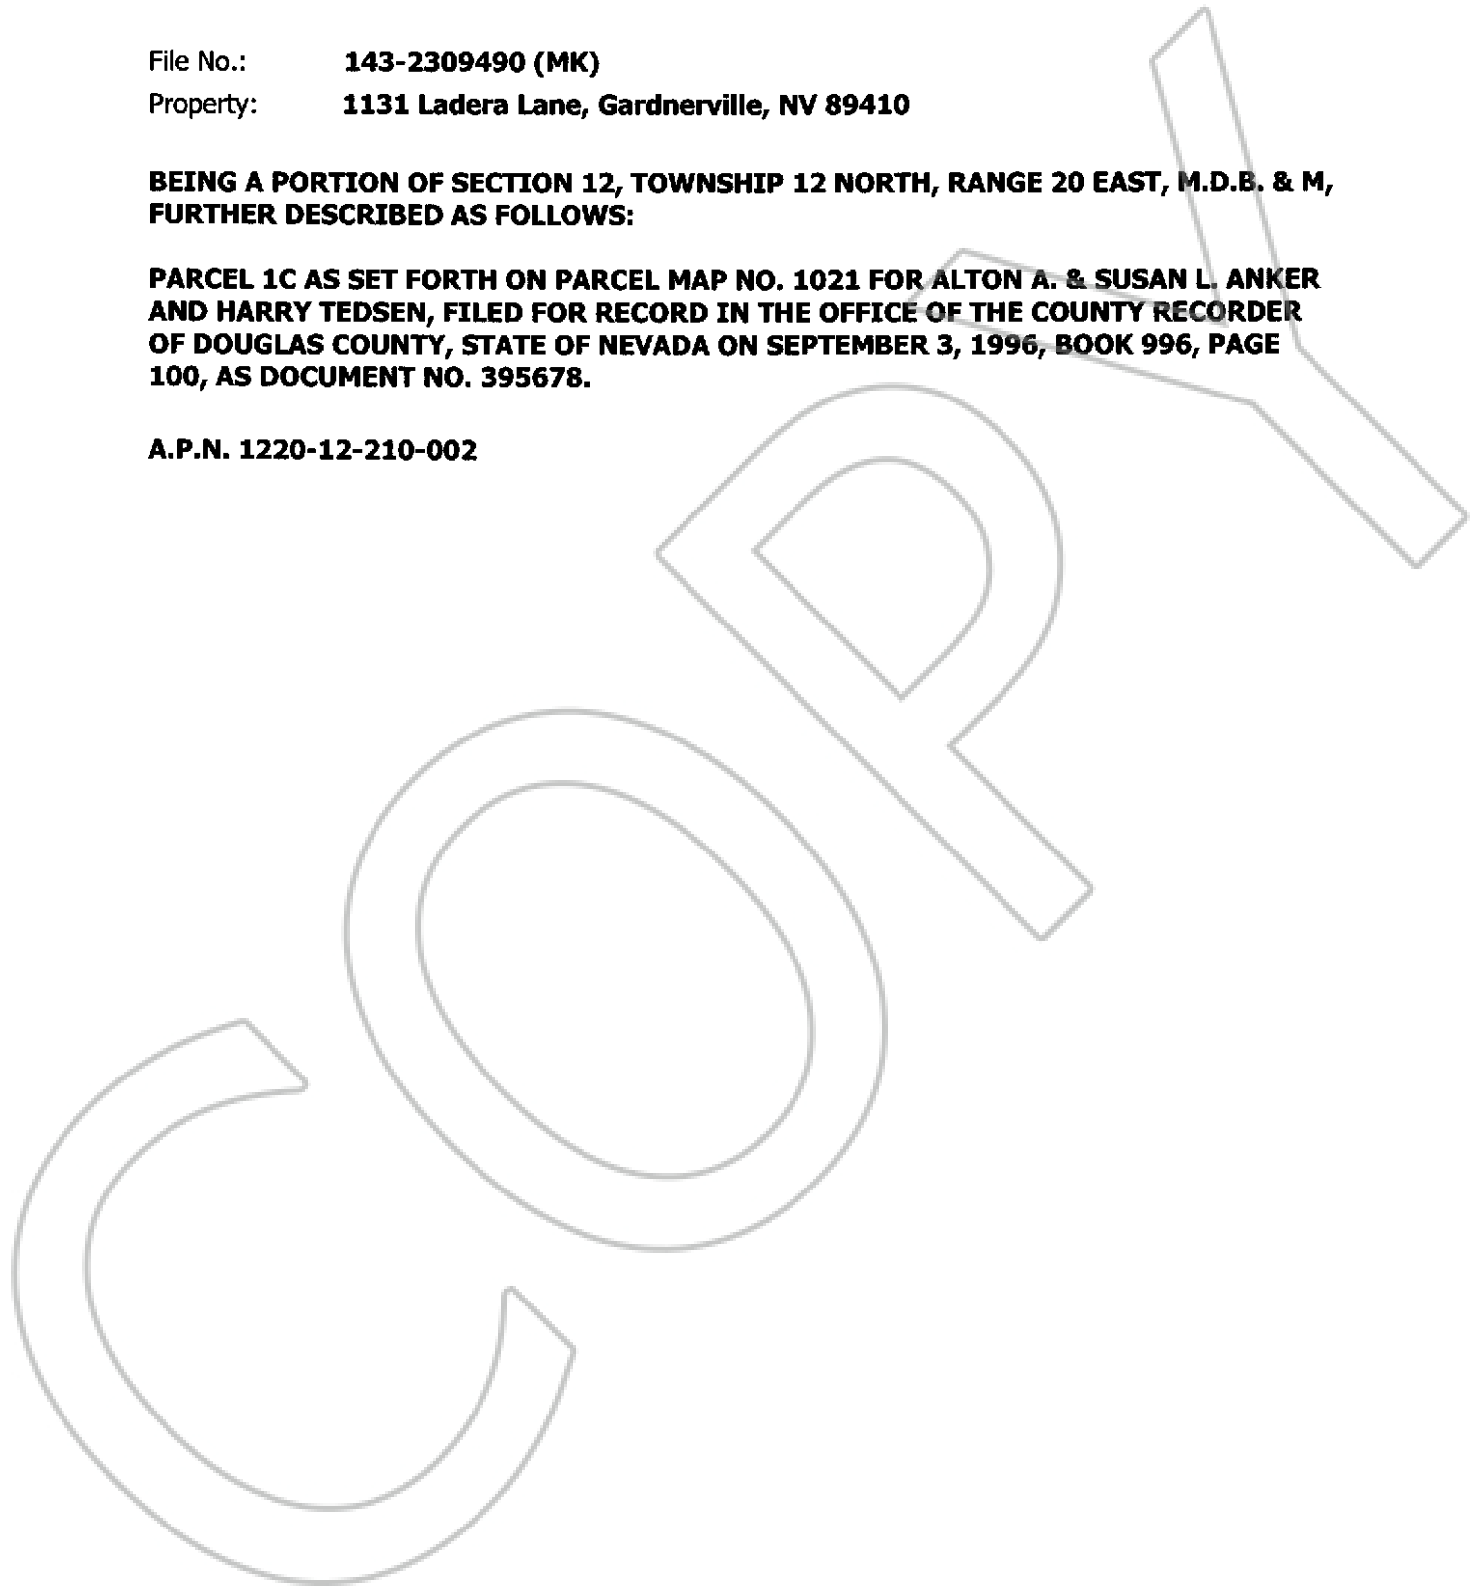 File No.: 143-2309490 (MK)
Property: 1131 Ladera Lane, Gardnerville, NV 89410
BEING A PORTION OF SECTION 12, TOWNSHIP 12 NORTH, RANGE 20 EAST, M.D.B. & M,
FURTHER DESCRIBED AS FOLLOWS:
PARCEL 1C AS SET FORTH ON PARCEL MAP NO. 1021 FOR ALTON A. & SUSAN L. ANKER
AND HARRY TEDSEN, FILED FOR RECORD IN THE OFFICE OF THE COUNTY RECORDER
OF DOUGLAS COUNTY, STATE OF NEVADA ON SEPTEMBER 3, 1996, BOOK 996, PAGE
100, AS DOCUMENT NO. 395678.
A.P.N. 1220-12-210-002
COPY